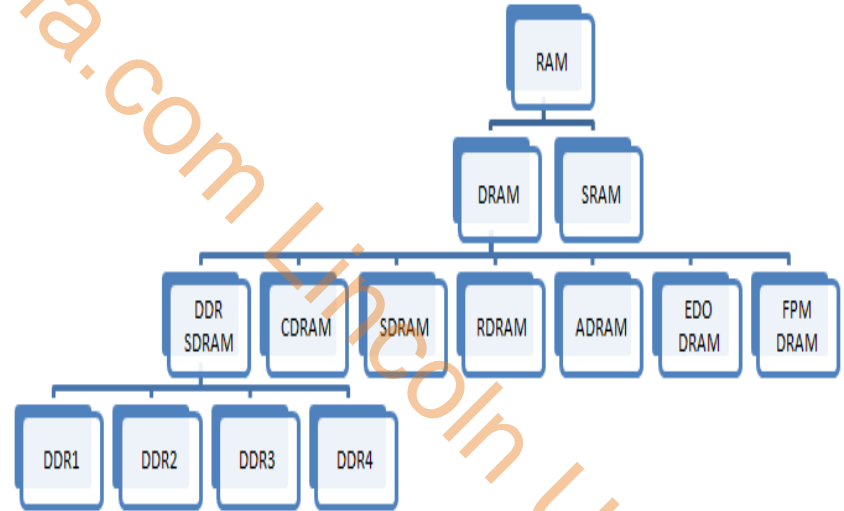 RAM
DRAM
SRAM
DDR
SDRAM
CDRAM
SDRAM
RDRAM
ADRAM
EDO
DRAM
FPM
DRAM
DDR1
DDR2
DDR3
DDR4
.com Lincoln